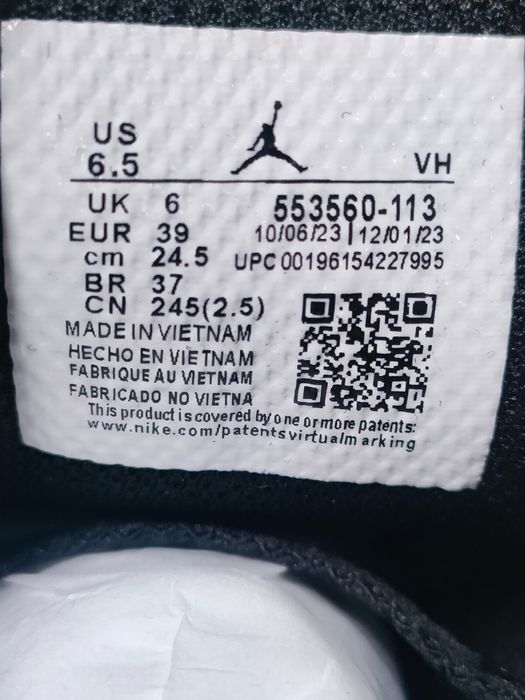 US
6.5
VH
UK 6
553560-113
EUR 39
10/06/23 | 12/01/23
cm 24.5
UPC 00196154227995
BR 37
CN 245(2.5)
MADE IN VIETNAM
HECHO EN VIETNAM
FABRIQUE AU VIETNAM
FABRICADO NO VIETNA
This product is covered by one or more patents:
www.nike.com/patentsvirtualmarking